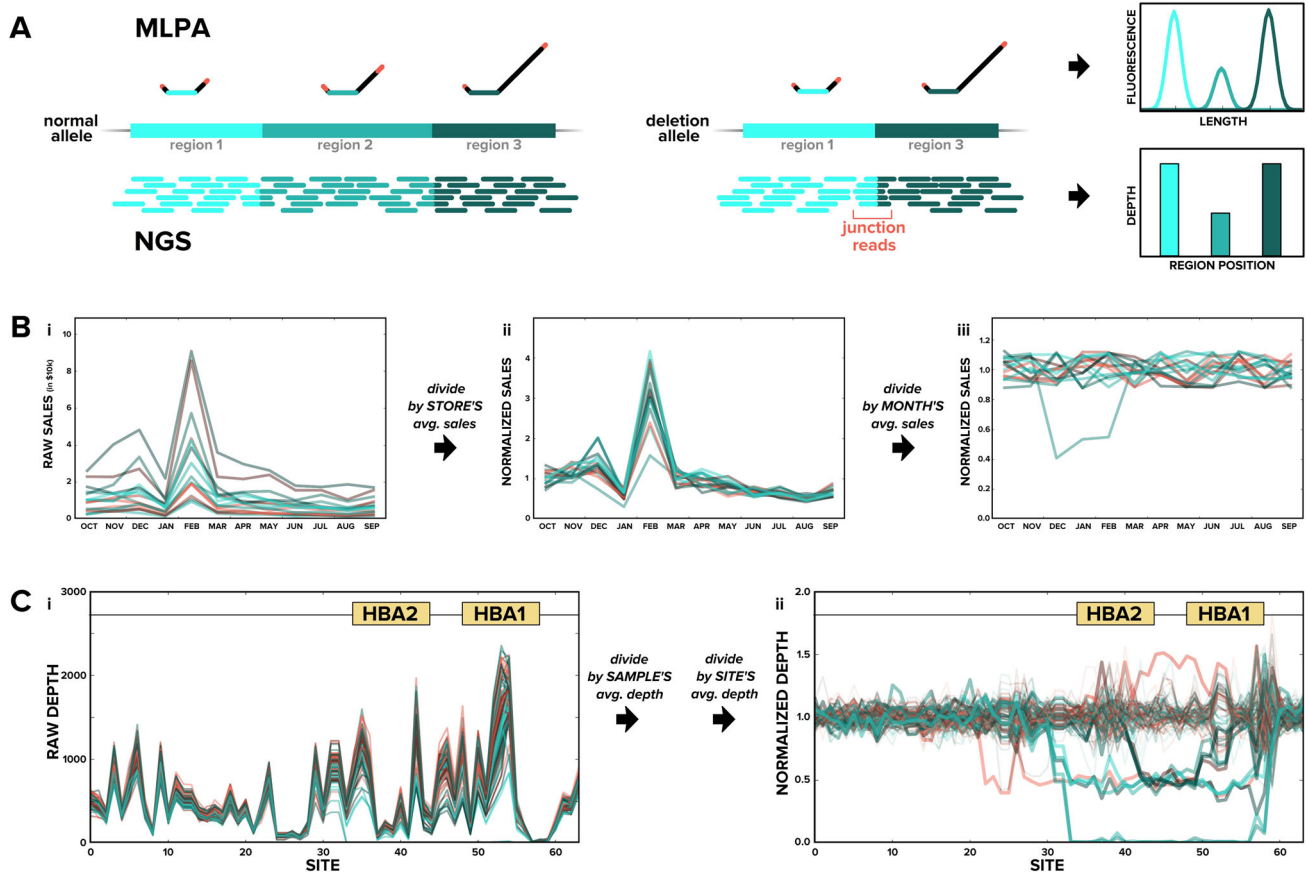 A
MLPA
normal
allele
region 1
region 2
region 3
NGS
deletion
allele
region 1
region 3
junction
reads
FLUORESCENCE
LENGTH
DEPTH
REGION POSITION
B
i
RAW SALES (in $10k)
10
8
6
4
2
0
OCT NOV DEC JAN FEB MAR APR MAY JUN JUL AUG SEP
divide
by STORE'S
avg. sales
ii
NORMALIZED SALES
4
3
2
1
0
OCT NOV DEC JAN FEB MAR APR MAY JUN JUL AUG SEP
divide
by MONTH'S
avg. sales
iii
NORMALIZED SALES
1.2
1.0
0.8
0.6
0.4
0.2
0.0
OCT NOV DEC JAN FEB MAR APR MAY JUN JUL AUG SEP
C
i
RAW DEPTH
3000
2000
1000
0
HBA2
HBA1
0 10 20 30 40 50 60
SITE
divide
by SAMPLE'S
avg. depth
divide
by SITE'S
avg. depth
ii
NORMALIZED DEPTH
2.0
1.5
1.0
0.5
0.0
HBA2
HBA1
0 10 20 30 40 50 60
SITE